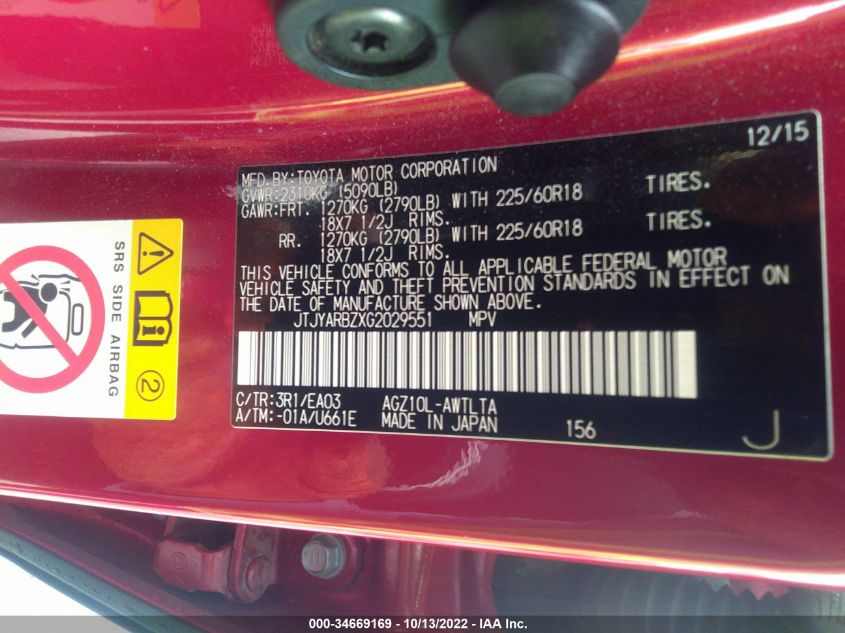 12/15
MFD.BY:TOYOTA MOTOR CORPORATION
GVWR:2310KG (5090LB)
GAWR:FRT. 1270KG (2790LB) WITH 225/60R18 TIRES.
18X7 1/2J RIMS.
RR. 1270KG (2790LB) WITH 225/60R18 TIRES.
18X7 1/2J RIMS.
THIS VEHICLE CONFORMS TO ALL APPLICABLE FEDERAL MOTOR
VEHICLE SAFETY AND THEFT PREVENTION STANDARDS IN EFFECT ON
THE DATE OF MANUFACTURE SHOWN ABOVE.
JTJYARBZXG2029551 MPV
C/TR:3R1/EA03 AGZ10L-AWTLTA
A/TM:-01A/U661E MADE IN JAPAN 156 J
SRS SIDE AIRBAG
2
000-34669169 | 10/13/2022 - IAA Inc.